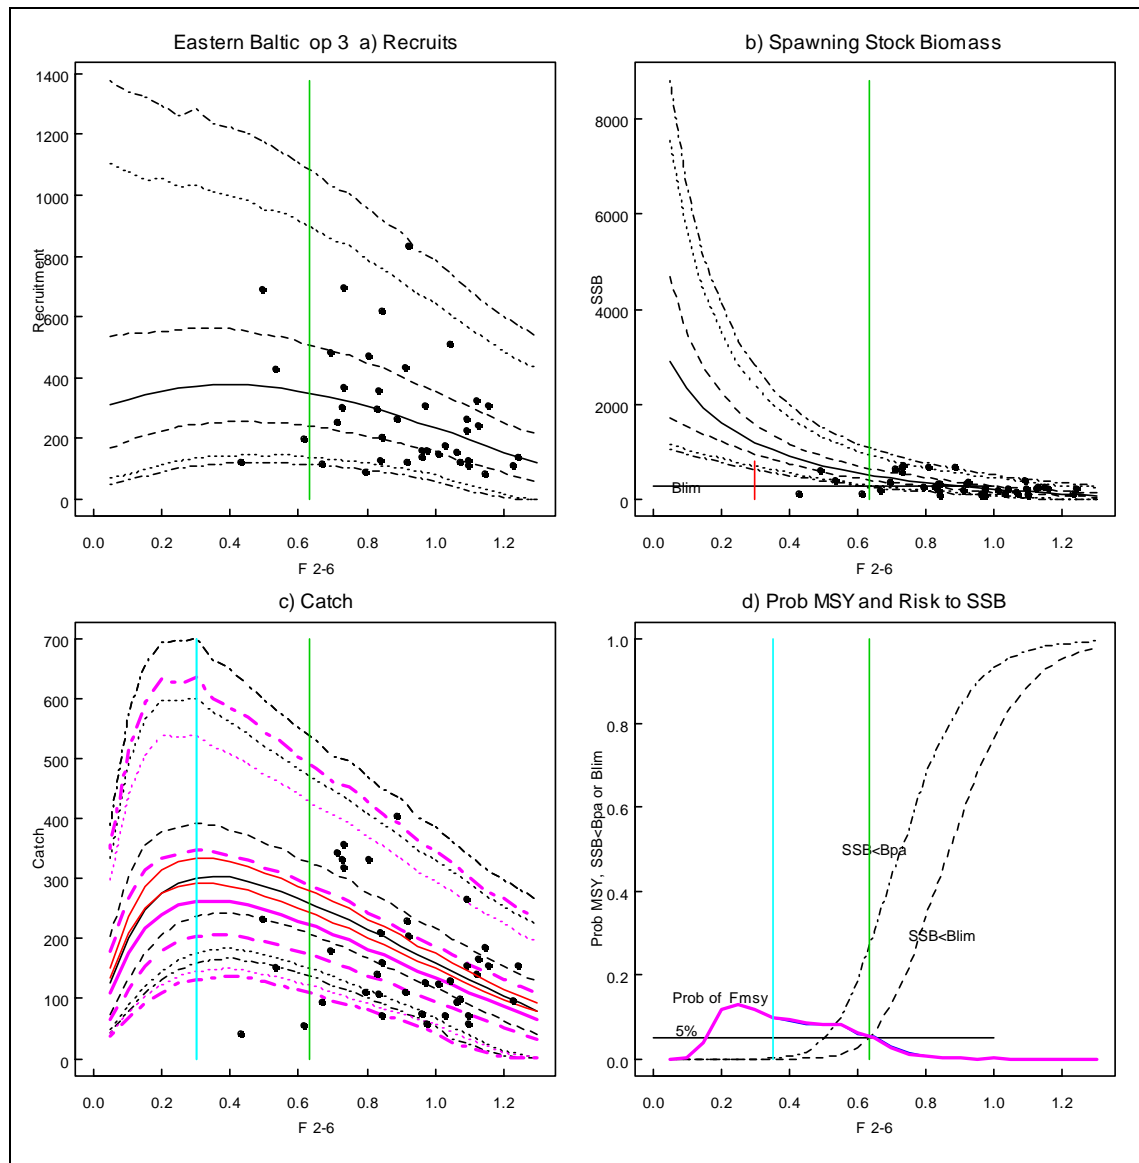 Eastern Baltic op 3 a) Recruits
Recruitment
1400
1200
1000
800
600
400
200
0
0.0 0.2 0.4 0.6 0.8 1.0 1.2
F 2-6
b) Spawning Stock Biomass
SSB
8000
6000
4000
2000
0
Blim
0.0 0.2 0.4 0.6 0.8 1.0 1.2
F 2-6
c) Catch
Catch
700
600
500
400
300
200
100
0
0.0 0.2 0.4 0.6 0.8 1.0 1.2
F 2-6
d) Prob MSY and Risk to SSB
Prob MSY, SSB<Bpa or Blim
1.0
0.8
0.6
0.4
0.2
0.0
SSB<Bpa
SSB<Blim
Prob of Fmsy
5%
0.0 0.2 0.4 0.6 0.8 1.0 1.2
F 2-6